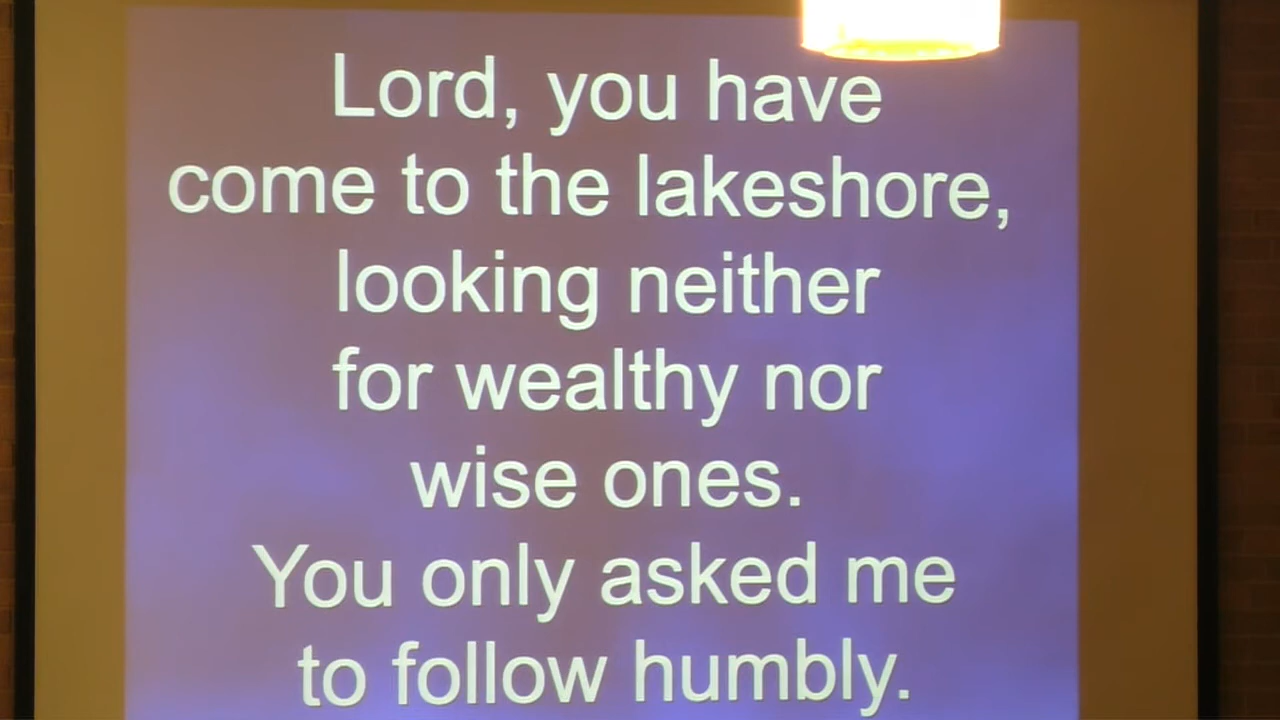 Lord, you have
come to the lakeshore,
looking neither
for wealthy nor
wise ones.
You only asked me
to follow humbly.